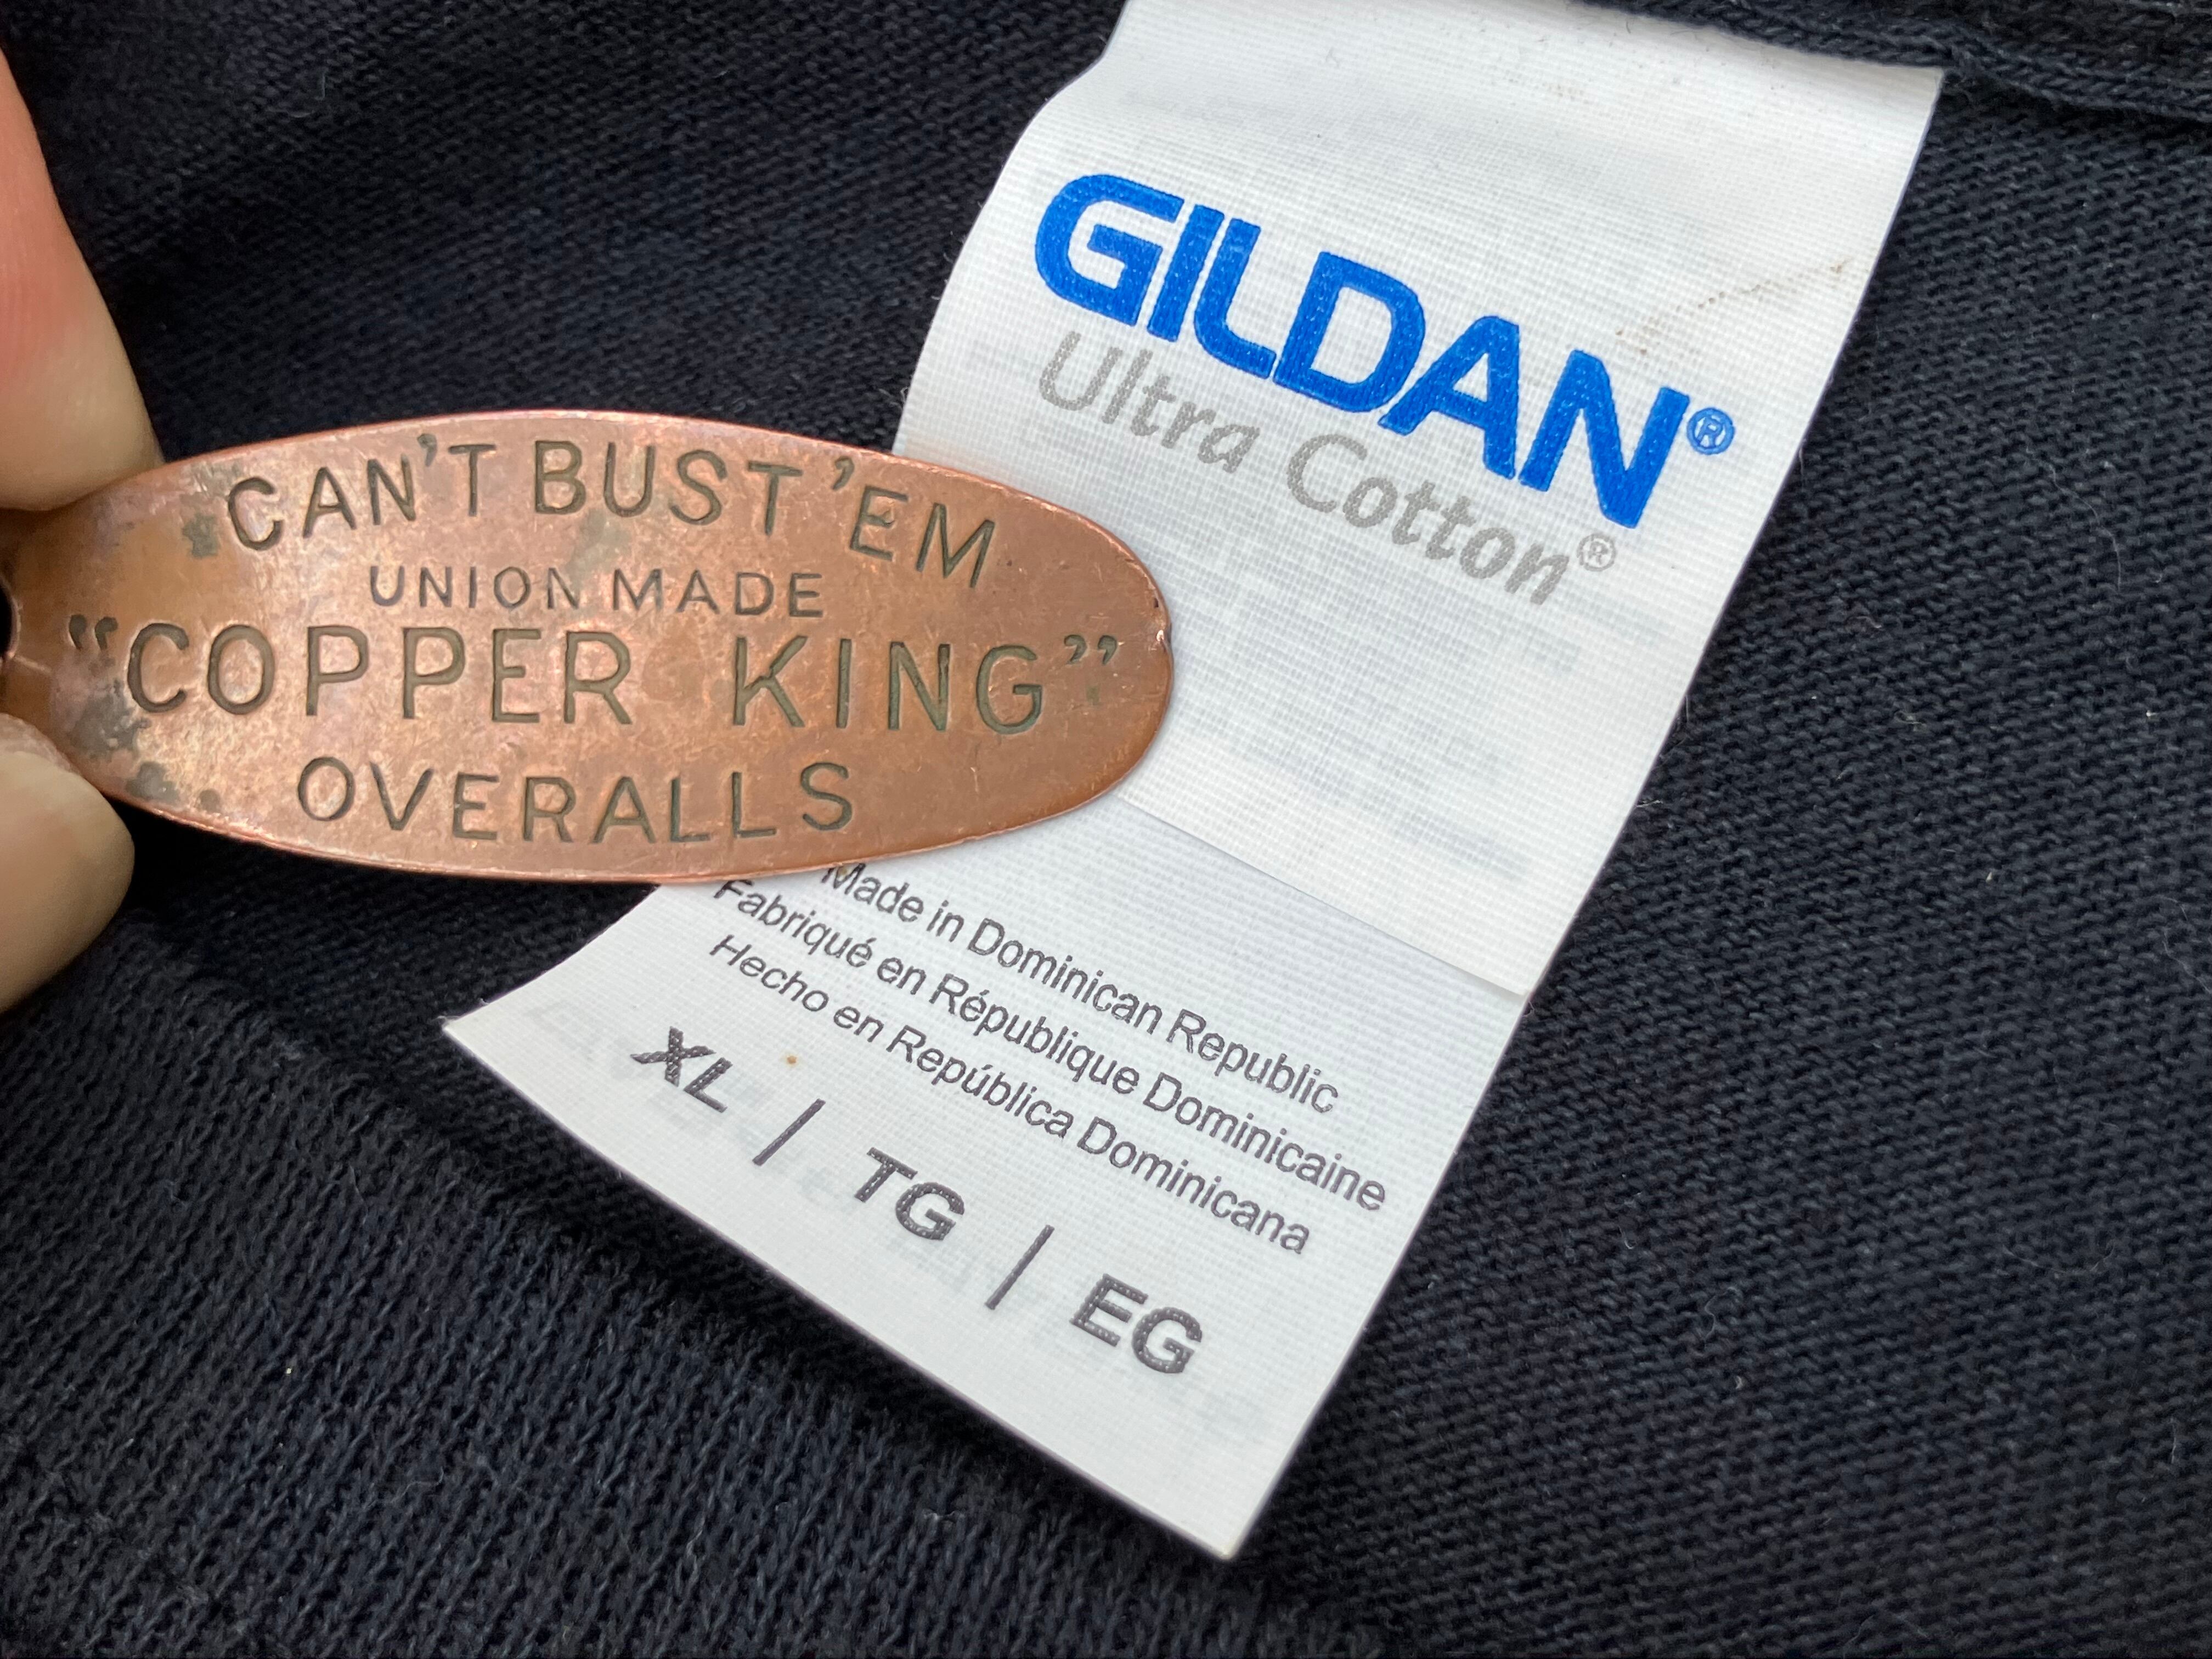 CAN'T BUST 'EM
UNION MADE
"COPPER KING"
OVERALLS
GILDAN®
Ultra Cotton®
Made in Dominican Republic
Fabriqué en République Dominicaine
Hecho en República Dominicana
XL / TG / EG